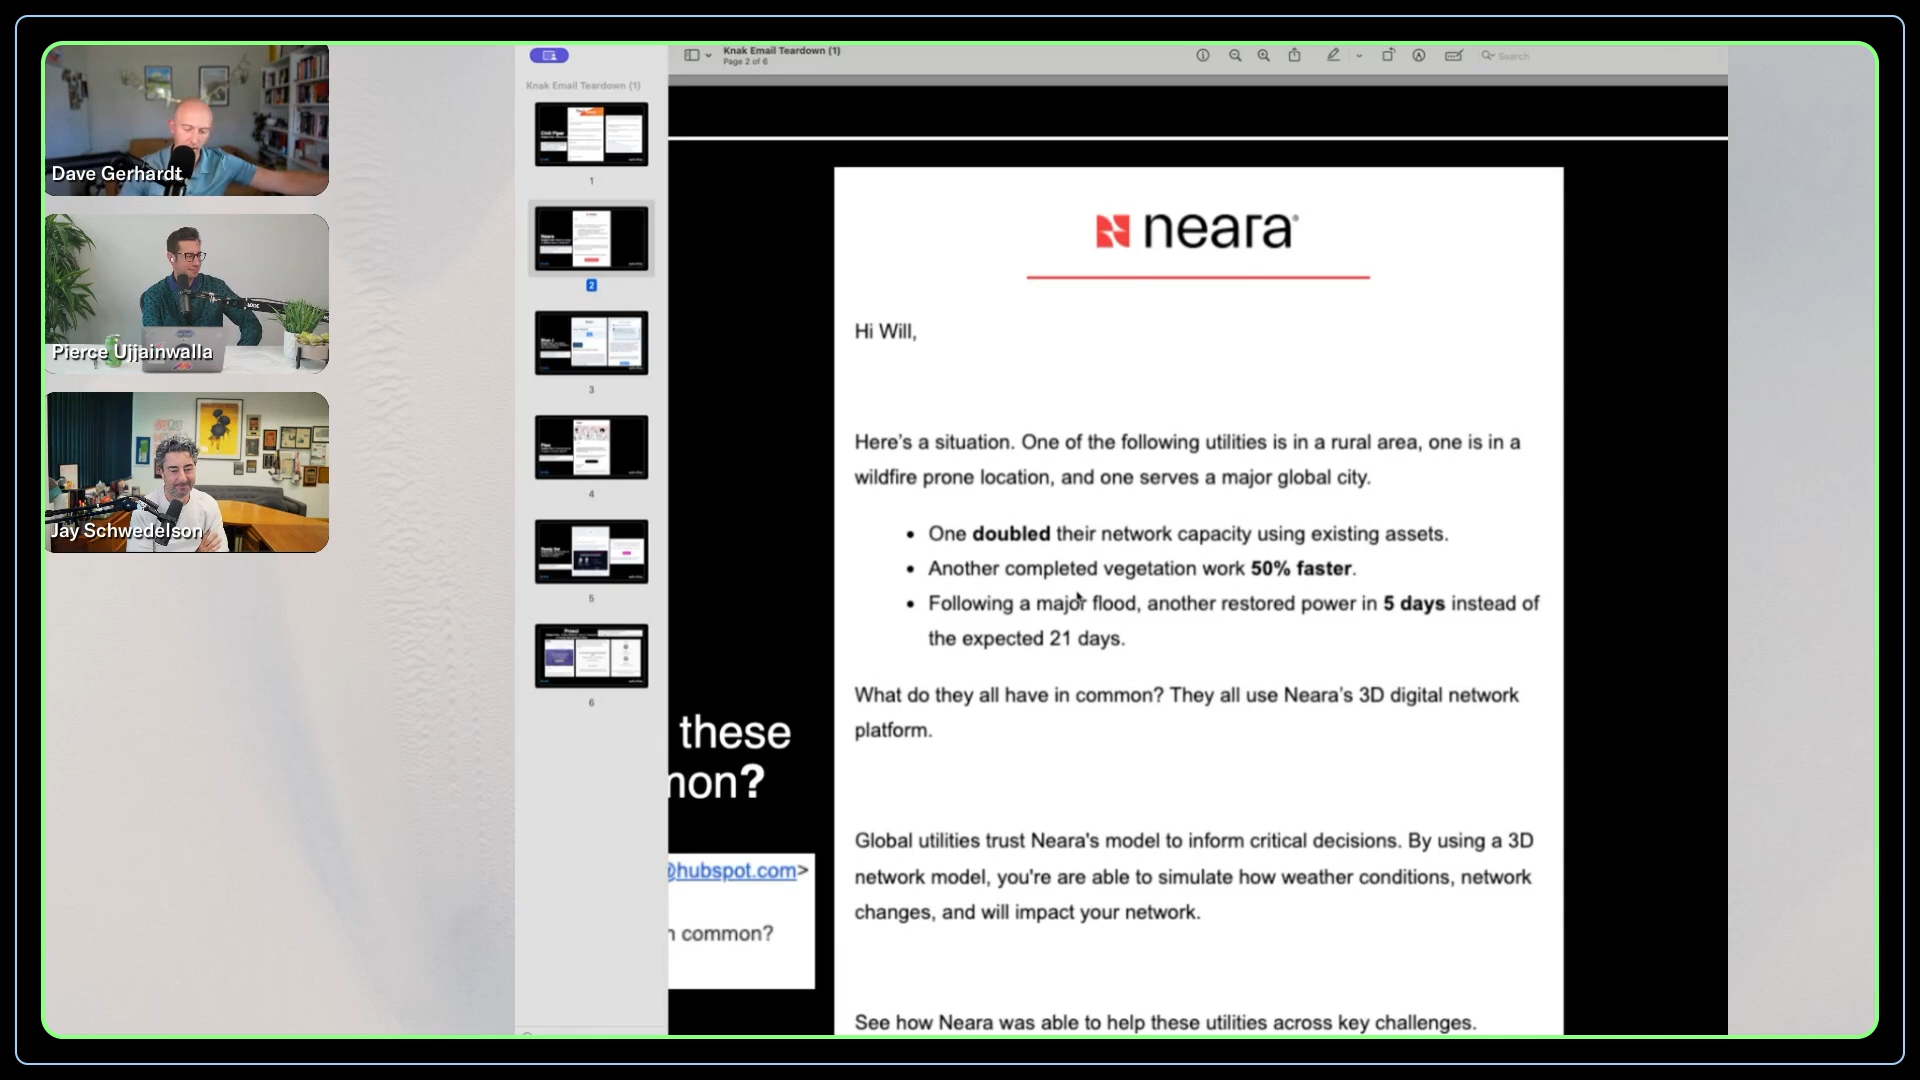 Dave Gerhardt
Pierce Ujjainwalla
Jay Schwedelson
Knak Email Teardown (1)
Page 2 of 6
Search
Knak Email Teardown (1)
1
2
3
4
5
6
these
mon?
@hubspot.com>
n common?
neara
Hi Will,
Here's a situation. One of the following utilities is in a rural area, one is in a
wildfire prone location, and one serves a major global city.
• One doubled their network capacity using existing assets.
• Another completed vegetation work 50% faster.
• Following a major flood, another restored power in 5 days instead of
the expected 21 days.
What do they all have in common? They all use Neara's 3D digital network
platform.
Global utilities trust Neara's model to inform critical decisions. By using a 3D
network model, you're are able to simulate how weather conditions, network
changes, and will impact your network.
See how Neara was able to help these utilities across key challenges.